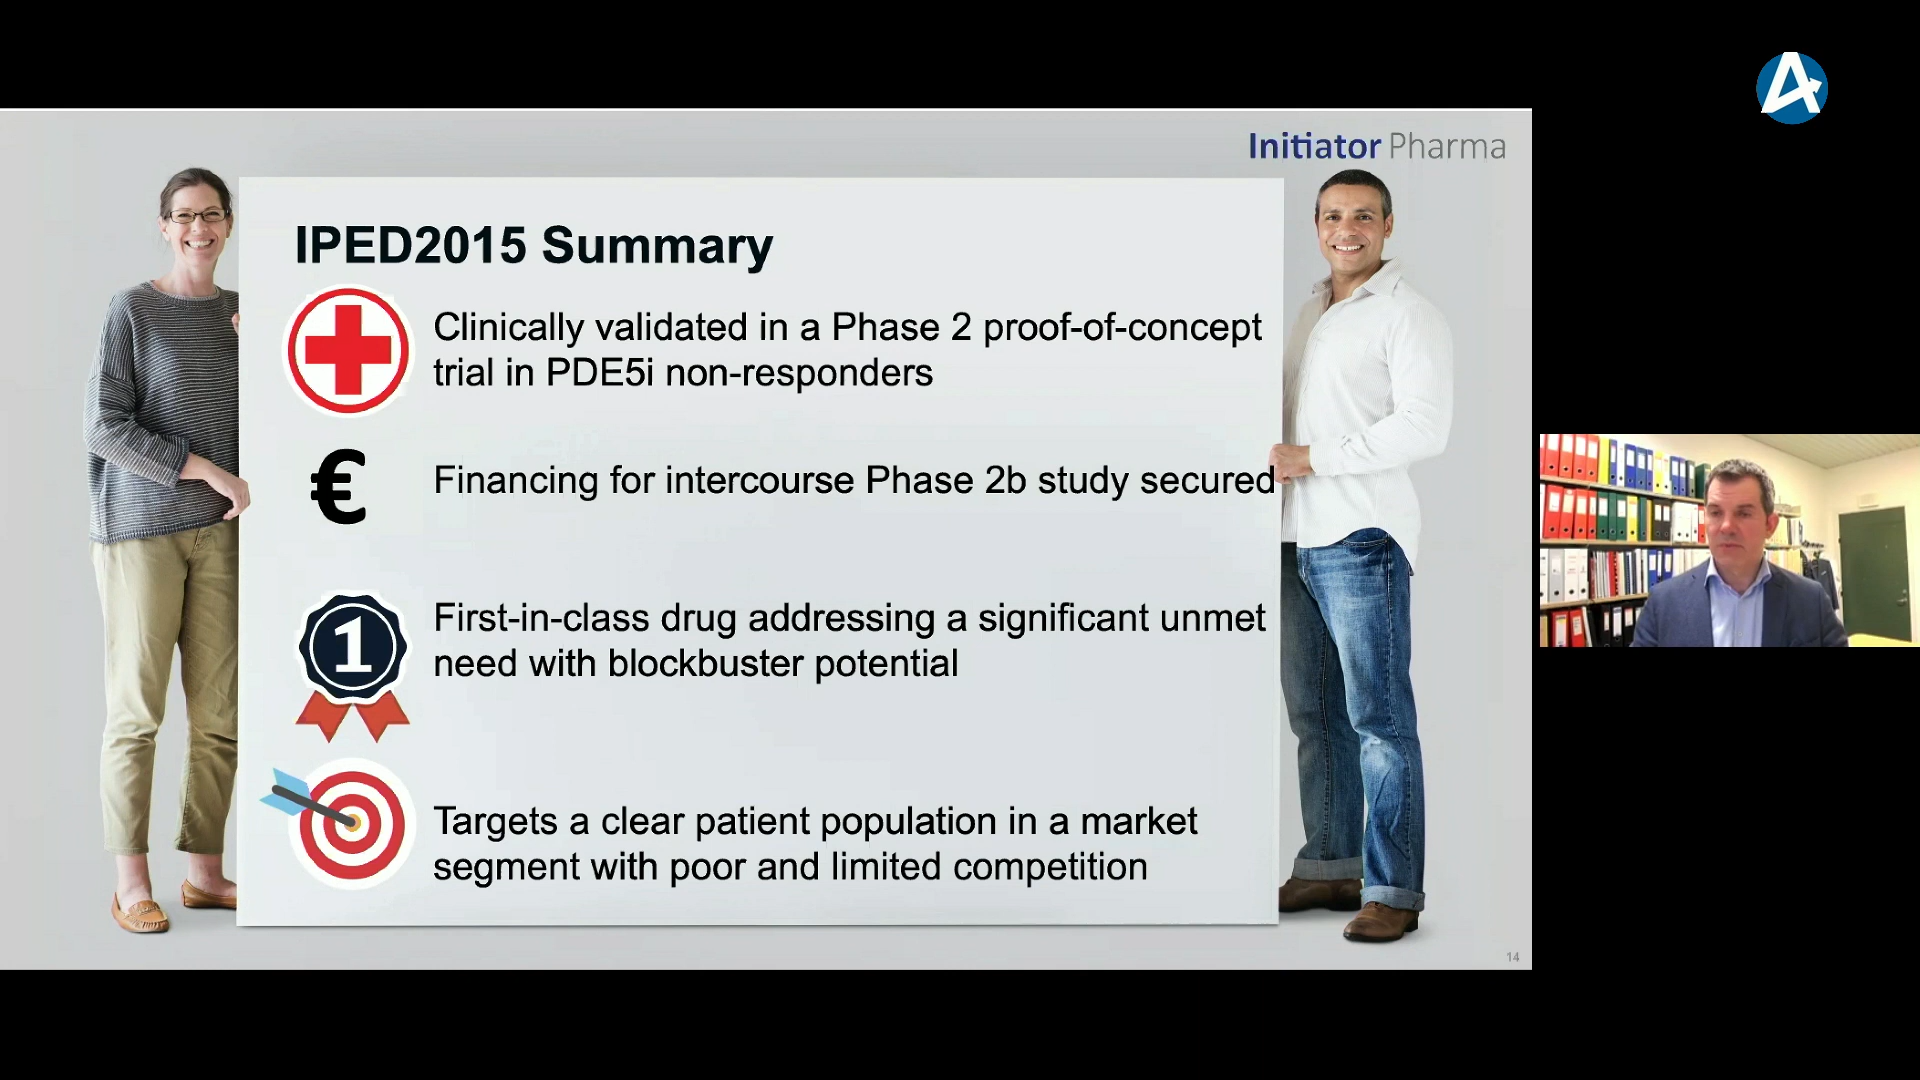 Initiator Pharma
IPED2015 Summary
Clinically validated in a Phase 2 proof-of-concept
trial in PDE5i non-responders
€
Financing for intercourse Phase 2b study secured
1
First-in-class drug addressing a significant unmet
need with blockbuster potential
Targets a clear patient population in a market
segment with poor and limited competition
14